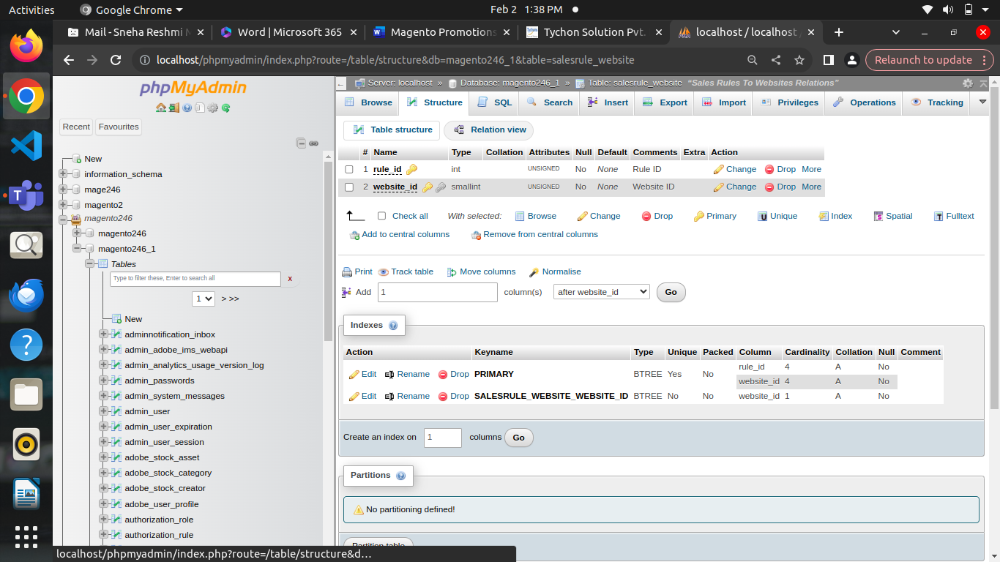 Activities Google Chrome Feb 2 1:38 PM
Mail - Sneha Reshmi M Word | Microsoft 365 Magento Promotions Tychon Solution Pvt. localhost / localhost /
localhost/phpmyadmin/index.php?route=/table/structure&db=magento246_1&table=salesrule_website Relaunch to update
phpMyAdmin
Recent Favourites
New
information_schema
mage246
magento2
magento246
magento246
magento246_1
Tables
Type to filter these, Enter to search all x
1 > >>
New
adminnotification_inbox
admin_adobe_ims_webapi
admin_analytics_usage_version_log
admin_passwords
admin_system_messages
admin_user
admin_user_expiration
admin_user_session
adobe_stock_asset
adobe_stock_category
adobe_stock_creator
adobe_user_profile
authorization_role
authorization_rule
localhost/phpmyadmin/index.php?route=/table/structure&d...
Server: localhost » Database: magento246_1 » Table: salesrule_website "Sales Rules To Websites Relations"
Browse Structure SQL Search Insert Export Import Privileges Operations Tracking
Table structure Relation view
# Name Type Collation Attributes Null Default Comments Extra Action
1 rule_id int UNSIGNED No None Rule ID Change Drop More
2 website_id smallint UNSIGNED No None Website ID Change Drop More
Check all With selected: Browse Change Drop Primary Unique Index Spatial Fulltext
Add to central columns Remove from central columns
Print Track table Move columns Normalise
Add 1 column(s) after website_id Go
Indexes
Action Keyname Type Unique Packed Column Cardinality Collation Null Comment
Edit Rename Drop PRIMARY BTREE Yes No rule_id 4 A No
website_id 4 A No
Edit Rename Drop SALESRULE_WEBSITE_WEBSITE_ID BTREE No No website_id 1 A No
Create an index on 1 columns Go
Partitions
No partitioning defined!
Partition table